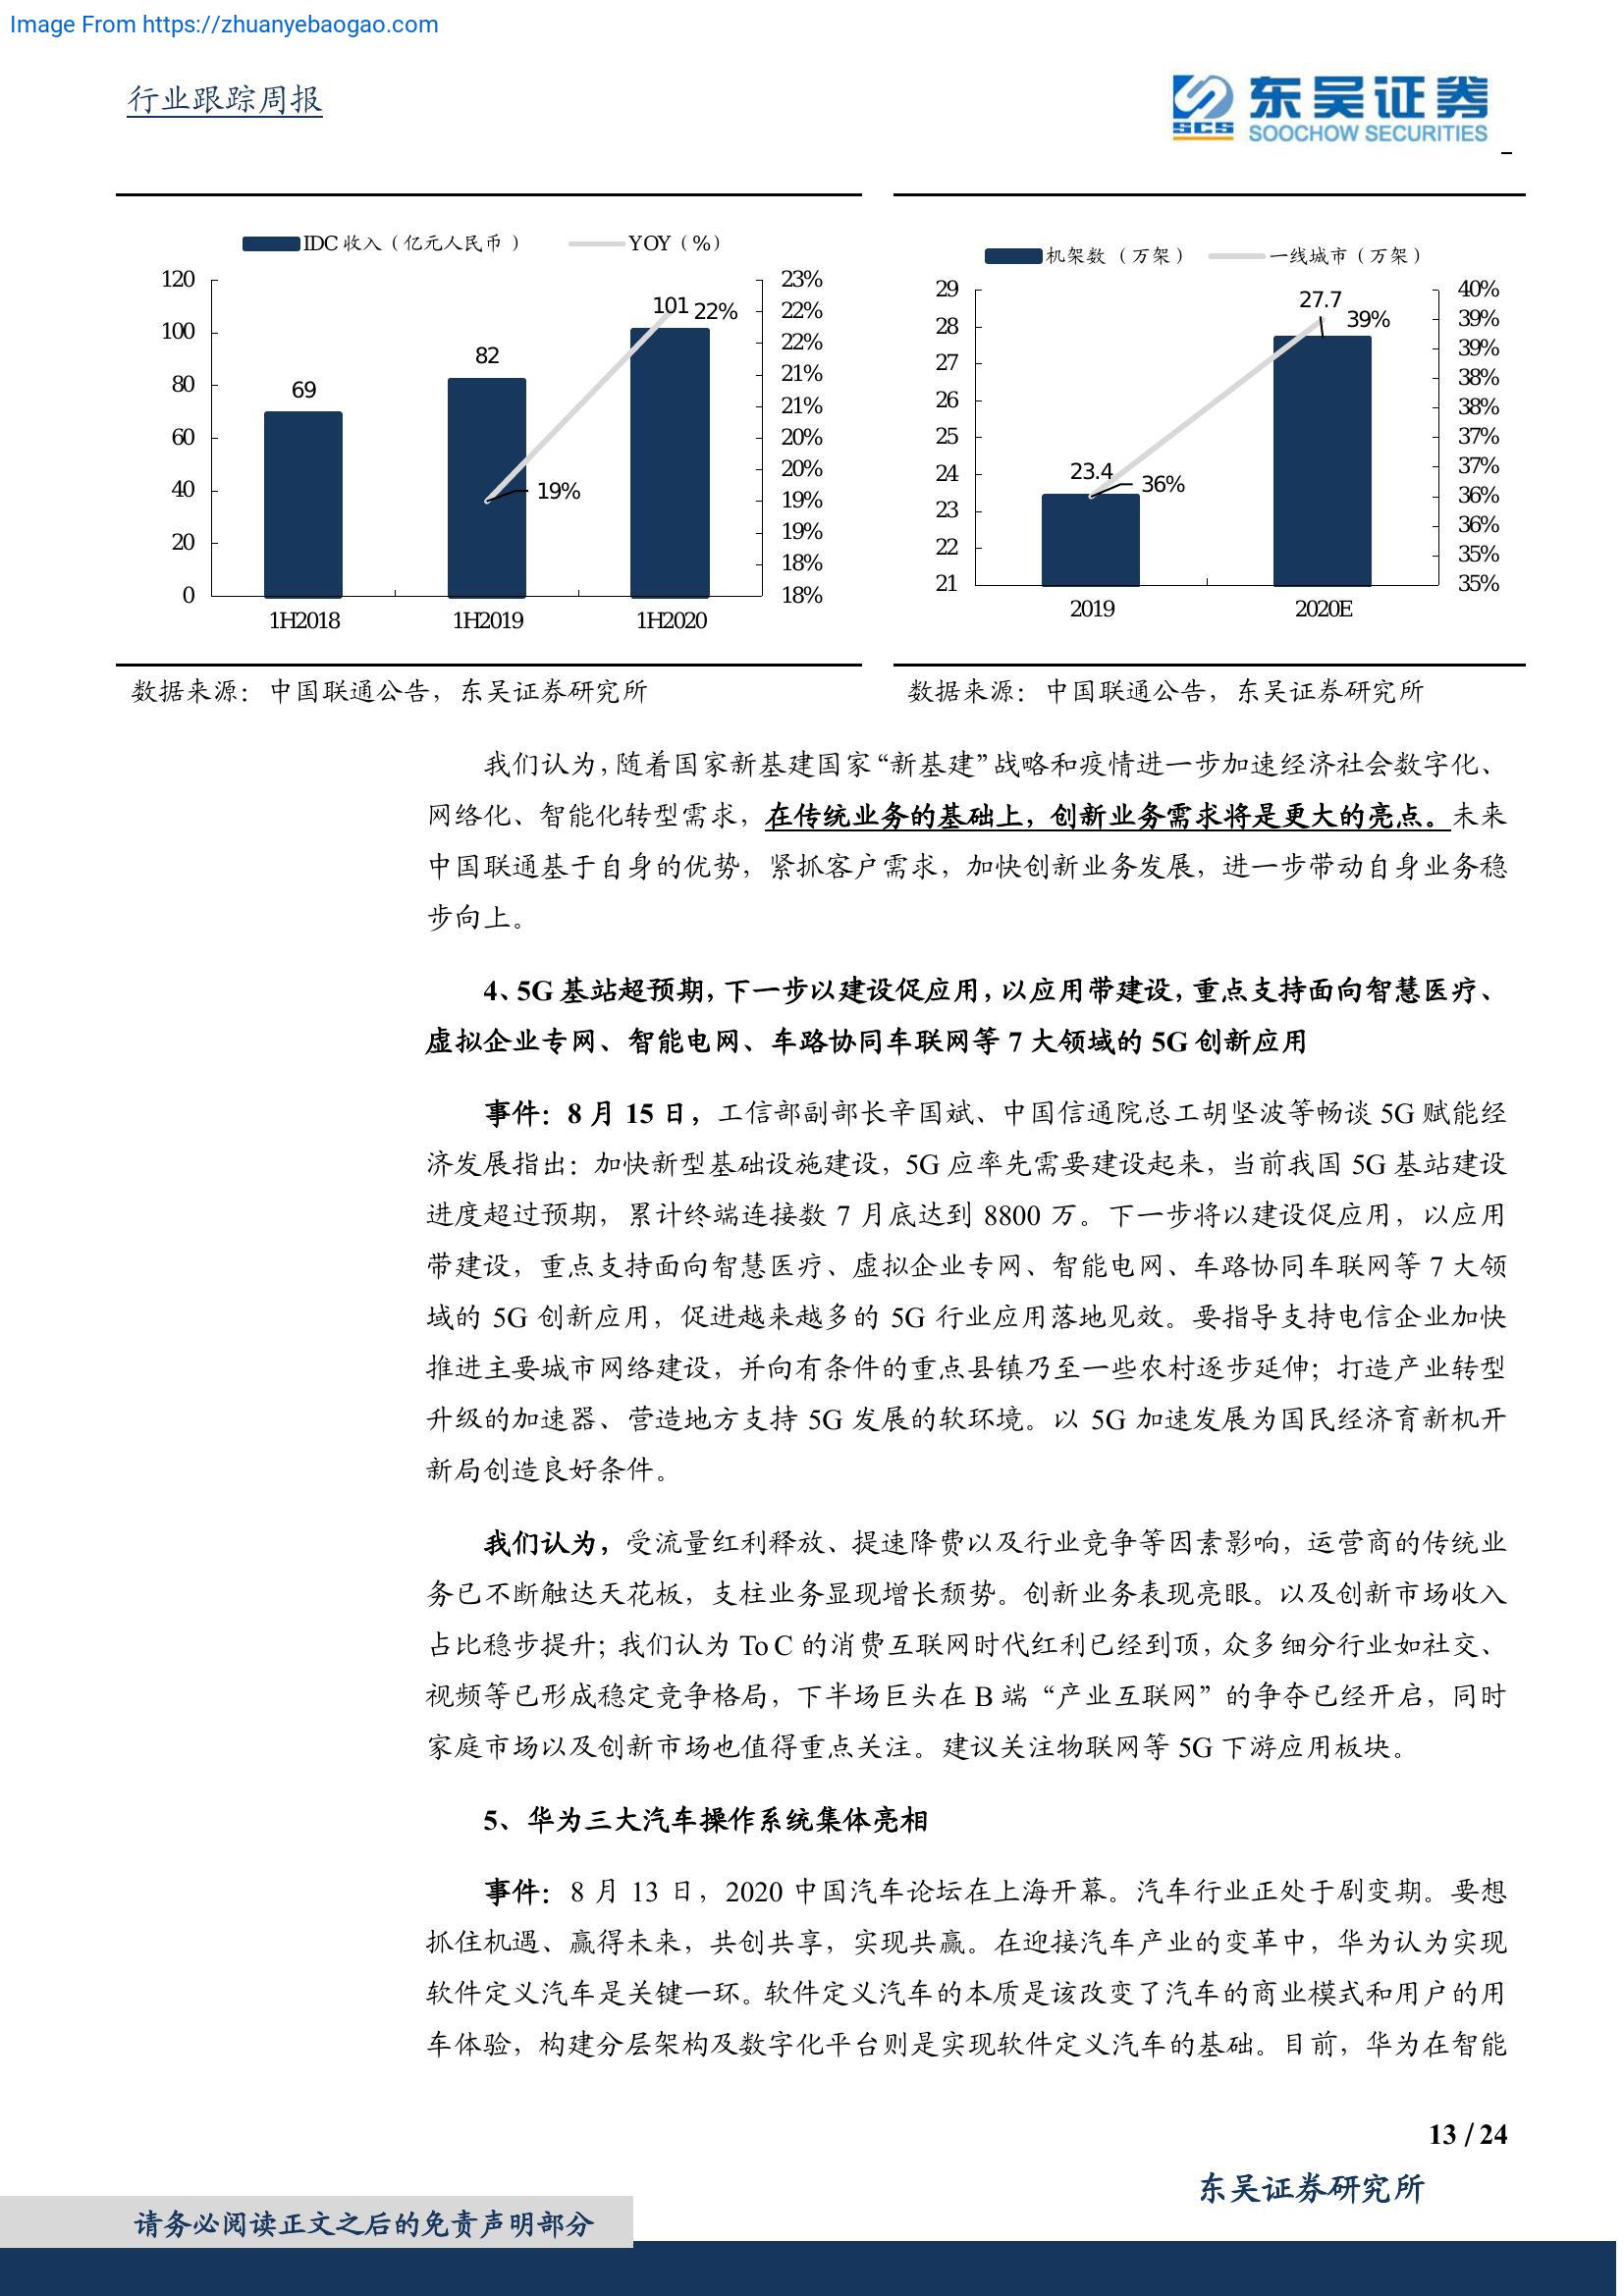 Image From https://zhuanyebaogao.com
行业跟踪周报
SCS 东吴证券
SOOCHOW SECURITIES
IDC 收入（亿元人民币） YOY（%）
120
100
80
60
40
20
0
69
82
101
22%
19%
23%
22%
22%
21%
21%
20%
20%
19%
19%
18%
18%
1H2018 1H2019 1H2020
机架数（万架） 一线城市（万架）
29
28
27
26
25
24
23
22
21
23.4
36%
27.7
39%
40%
39%
39%
38%
38%
37%
37%
36%
36%
35%
35%
2019 2020E
数据来源：中国联通公告，东吴证券研究所
数据来源：中国联通公告，东吴证券研究所
我们认为，随着国家新基建国家“新基建”战略和疫情进一步加速经济社会数字化、
网络化、智能化转型需求，在传统业务的基础上，创新业务需求将是更大的亮点。未来
中国联通基于自身的优势，紧抓客户需求，加快创新业务发展，进一步带动自身业务稳
步向上。
4、5G 基站超预期，下一步以建设促应用，以应用带建设，重点支持面向智慧医疗、
虚拟企业专网、智能电网、车路协同车联网等 7 大领域的 5G 创新应用
事件：8 月 15 日，工信部副部长辛国斌、中国信通院总工胡坚波等畅谈 5G 赋能经
济发展指出：加快新型基础设施建设，5G 应率先需要建设起来，当前我国 5G 基站建设
进度超过预期，累计终端连接数 7 月底达到 8800 万。下一步将以建设促应用，以应用
带建设，重点支持面向智慧医疗、虚拟企业专网、智能电网、车路协同车联网等 7 大领
域的 5G 创新应用，促进越来越多的 5G 行业应用落地见效。要指导支持电信企业加快
推进主要城市网络建设，并向有条件的重点县镇乃至一些农村逐步延伸；打造产业转型
升级的加速器、营造地方支持 5G 发展的软环境。以 5G 加速发展为国民经济育新机开
新局创造良好条件。
我们认为，受流量红利释放、提速降费以及行业竞争等因素影响，运营商的传统业
务已不断触达天花板，支柱业务显现增长颓势。创新业务表现亮眼。以及创新市场收入
占比稳步提升；我们认为 To C 的消费互联网时代红利已经到顶，众多细分行业如社交、
视频等已形成稳定竞争格局，下半场巨头在 B 端“产业互联网”的争夺已经开启，同时
家庭市场以及创新市场也值得重点关注。建议关注物联网等 5G 下游应用板块。
5、华为三大汽车操作系统集体亮相
事件：8 月 13 日，2020 中国汽车论坛在上海开幕。汽车行业正处于剧变期。要想
抓住机遇、赢得未来，共创共享，实现共赢。在迎接汽车产业的变革中，华为认为实现
软件定义汽车是关键一环。软件定义汽车的本质是该改变了汽车的商业模式和用户的用
车体验，构建分层架构及数字化平台则是实现软件定义汽车的基础。目前，华为在智能
13 / 24
东吴证券研究所
请务必阅读正文之后的免责声明部分